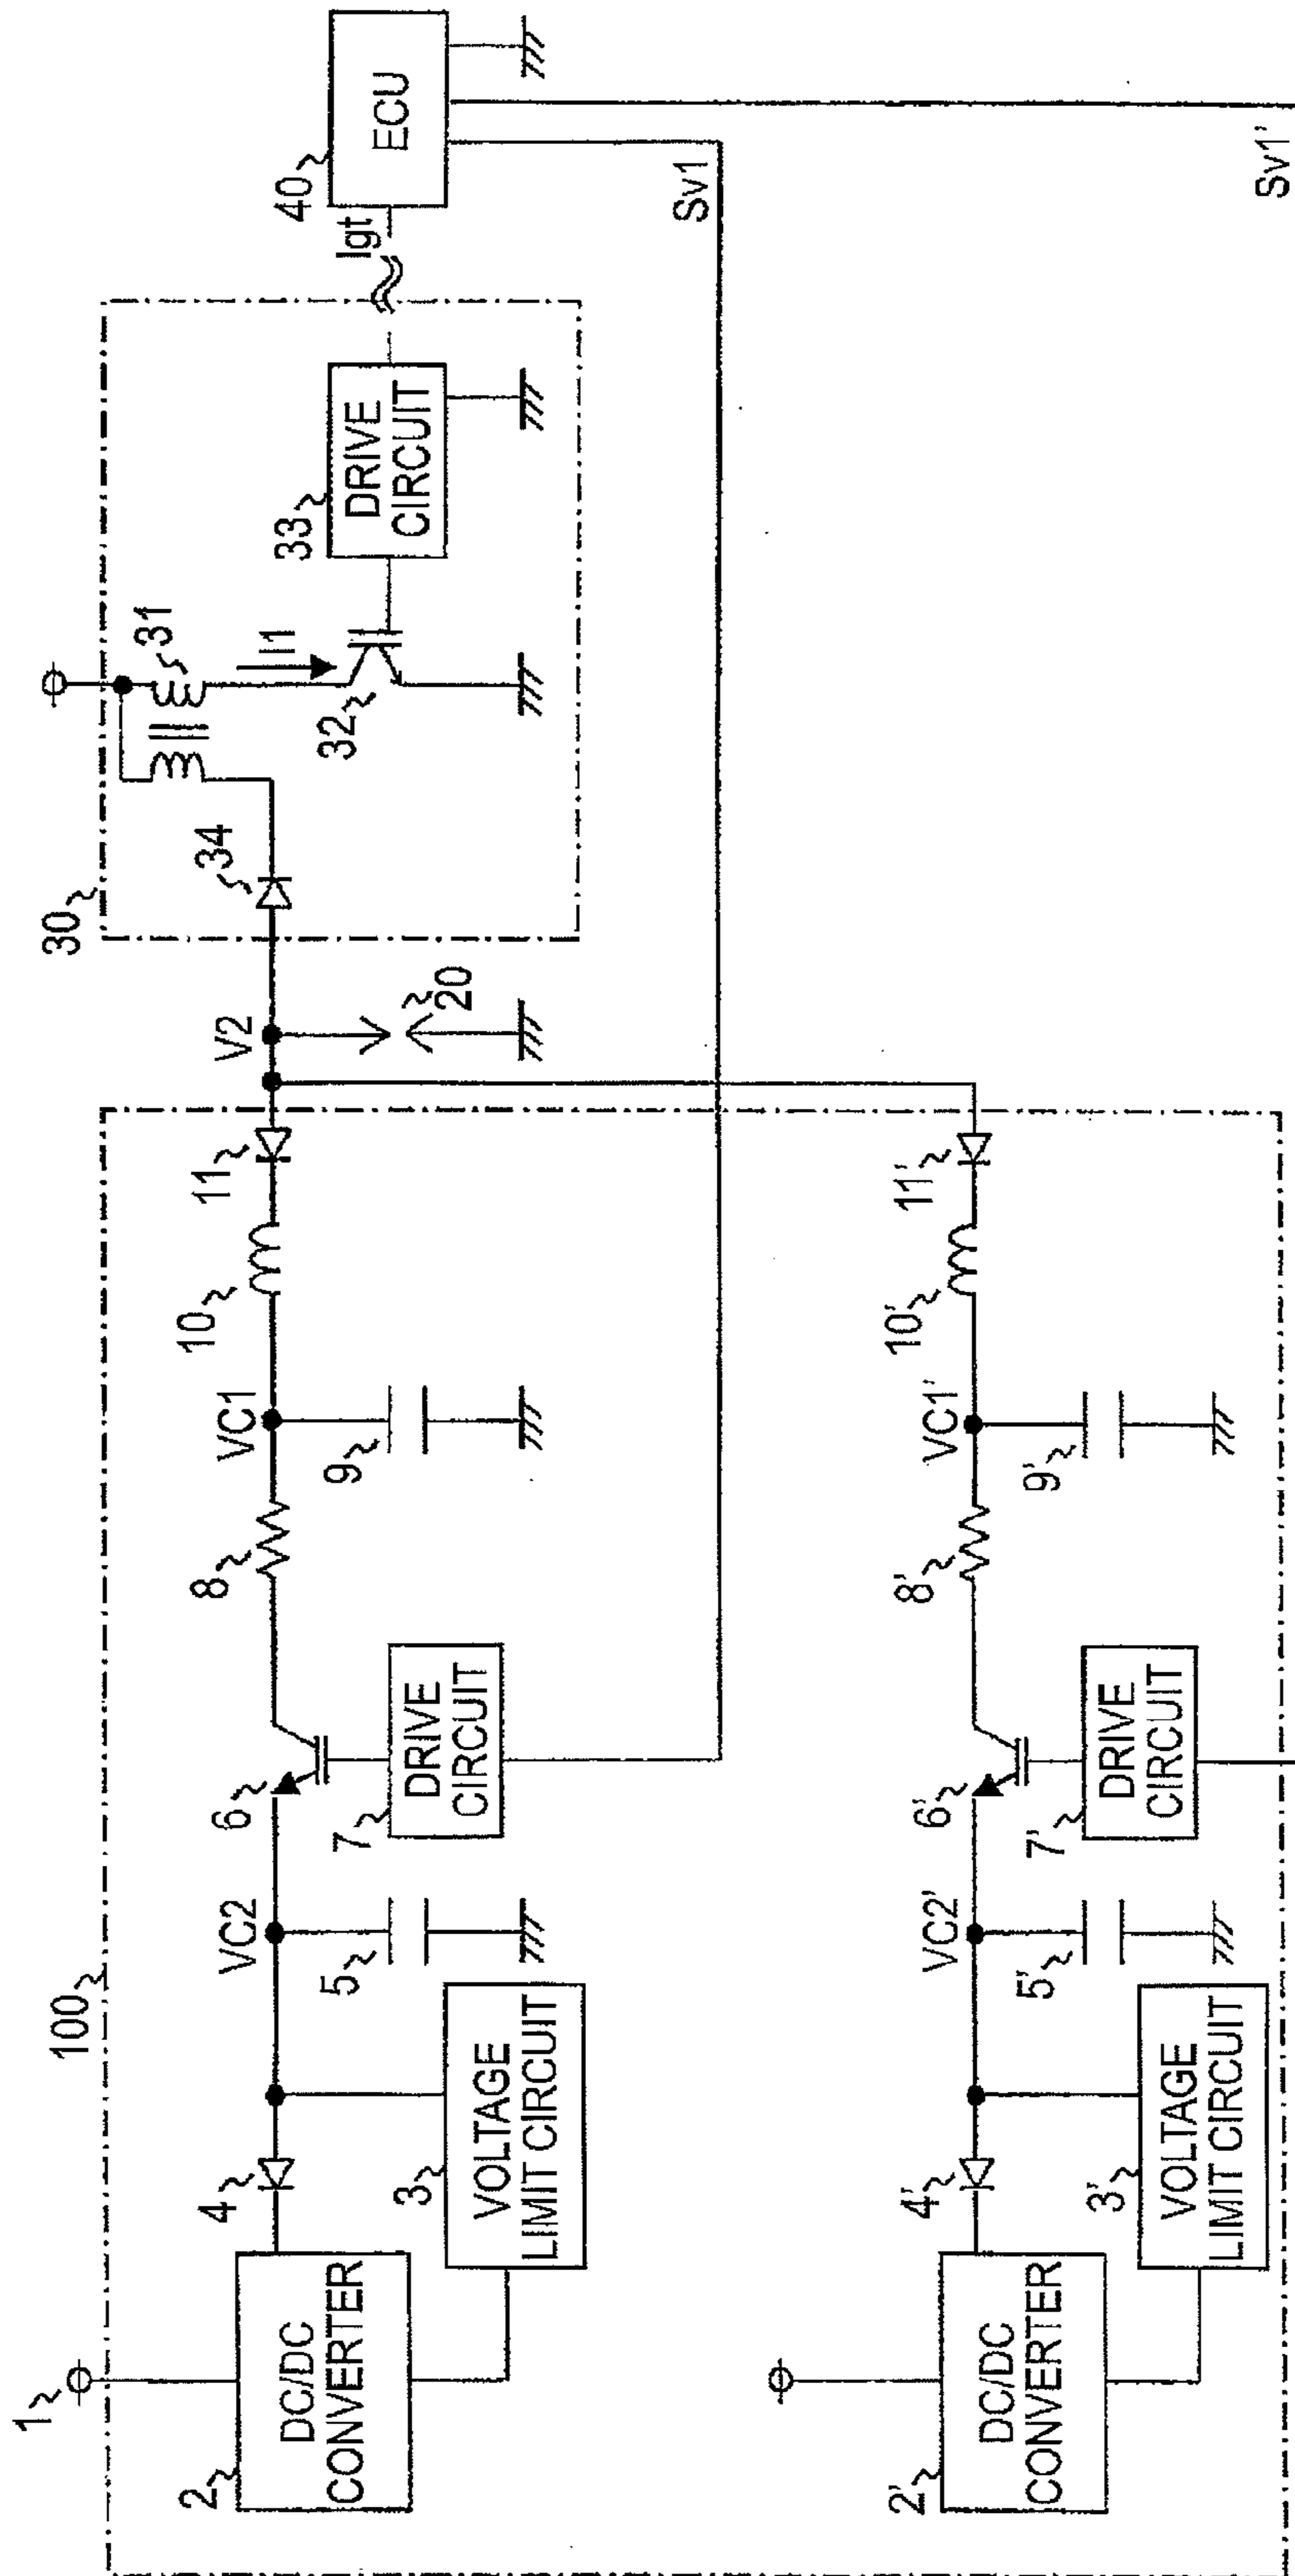 100
30
1
2
DC/DC
CONVERTER
4
3
VOLTAGE
LIMIT CIRCUIT
VC2
5
6
7
DRIVE
CIRCUIT
8
VC1
9
10
11
V2
20
34
31
I1
32
33
DRIVE
CIRCUIT
Igt
40
ECU
Sv1
2'
DC/DC
CONVERTER
4'
3'
VOLTAGE
LIMIT CIRCUIT
VC2'
5'
6'
7'
DRIVE
CIRCUIT
8'
VC1'
9'
10'
11'
Sv1'